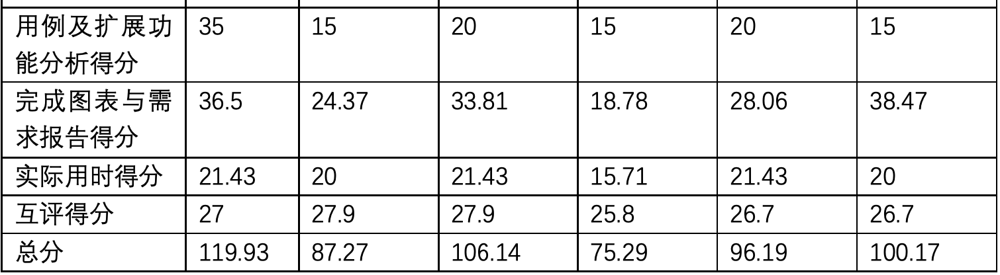 用例及扩展功 35 15 20 15 20 15
能分析得分
完成图表与需 36.5 24.37 33.81 18.78 28.06 38.47
求报告得分
实际用时得分 21.43 20 21.43 15.71 21.43 20
互评得分 27 27.9 27.9 25.8 26.7 26.7
总分 119.93 87.27 106.14 75.29 96.19 100.17